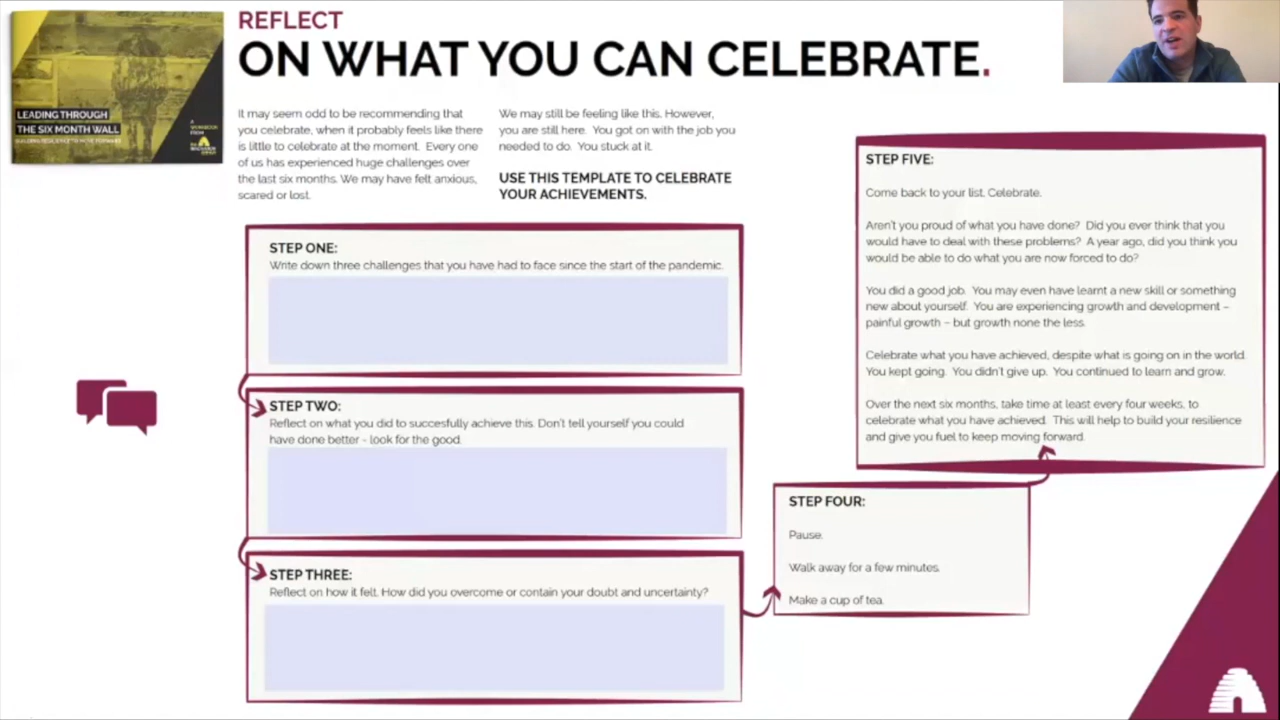 LEADING THROUGH
THE SIX MONTH WALL
A
WORKBOOK
FROM
REFLECT
ON WHAT YOU CAN CELEBRATE.
It may seem odd to be recommending that
you celebrate, when it probably feels like there
is little to celebrate at the moment. Every one
of us has experienced huge challenges over
the last six months. We may have felt anxious,
scared or lost.
We may still be feeling like this. However,
you are still here. You got on with the job you
needed to do. You stuck at it.
USE THIS TEMPLATE TO CELEBRATE
YOUR ACHIEVEMENTS.
STEP ONE:
Write down three challenges that you have had to face since the start of the pandemic.
STEP TWO:
Reflect on what you did to succesfully achieve this. Don't tell yourself you could
have done better - look for the good.
STEP THREE:
Reflect on how it felt. How did you overcome or contain your doubt and uncertainty?
STEP FOUR:
Pause.
Walk away for a few minutes.
Make a cup of tea.
STEP FIVE:
Come back to your list. Celebrate.
Aren't you proud of what you have done? Did you ever think that you
would have to deal with these problems? A year ago, did you think you
would be able to do what you are now forced to do?
You did a good job. You may even have learnt a new skill or something
new about yourself. You are experiencing growth and development –
painful growth – but growth none the less.
Celebrate what you have achieved, despite what is going on in the world.
You kept going. You didn't give up. You continued to learn and grow.
Over the next six months, take time at least every four weeks, to
celebrate what you have achieved. This will help to build your resilience
and give you fuel to keep moving forward.